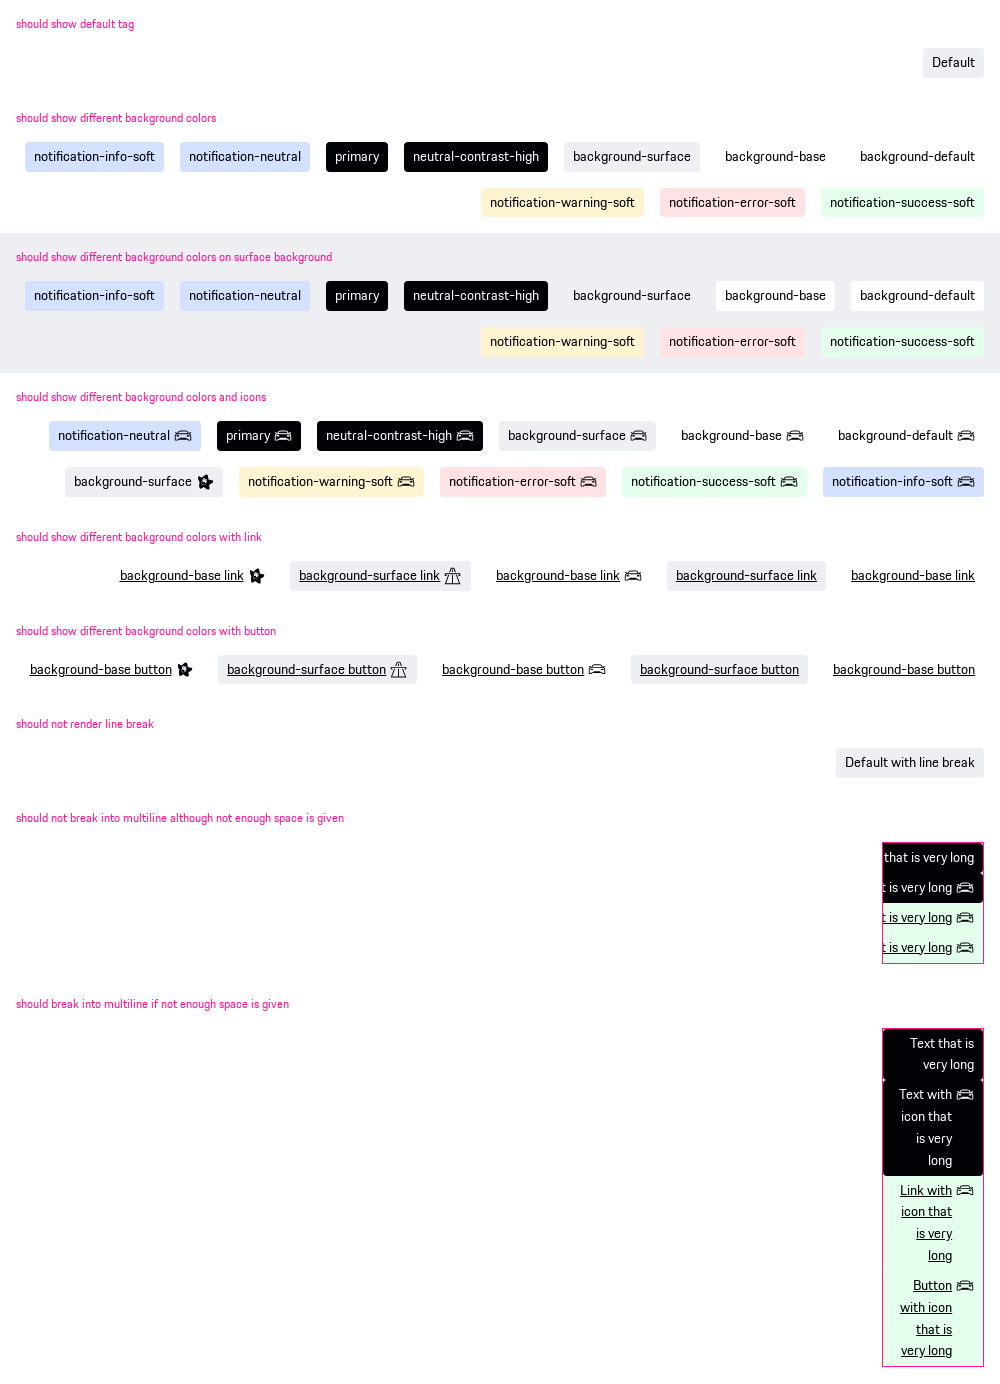 should show default tag
Default
should show different background colors
notification-info-soft notification-neutral primary neutral-contrast-high background-surface background-base background-default
notification-warning-soft notification-error-soft notification-success-soft
should show different background colors on surface background
notification-info-soft notification-neutral primary neutral-contrast-high background-surface background-base background-default
notification-warning-soft notification-error-soft notification-success-soft
should show different background colors and icons
notification-neutral primary neutral-contrast-high background-surface background-base background-default
background-surface notification-warning-soft notification-error-soft notification-success-soft notification-info-soft
should show different background colors with link
background-base link background-surface link background-base link background-surface link background-base link
should show different background colors with button
background-base button background-surface button background-base button background-surface button background-base button
should not render line break
Default with line break
should not break into multiline although not enough space is given
that is very long
t is very long
t is very long
t is very long
should break into multiline if not enough space is given
Text that is
very long
Text with
icon that
is very
long
Link with
icon that
is very
long
Button
with icon
that is
very long